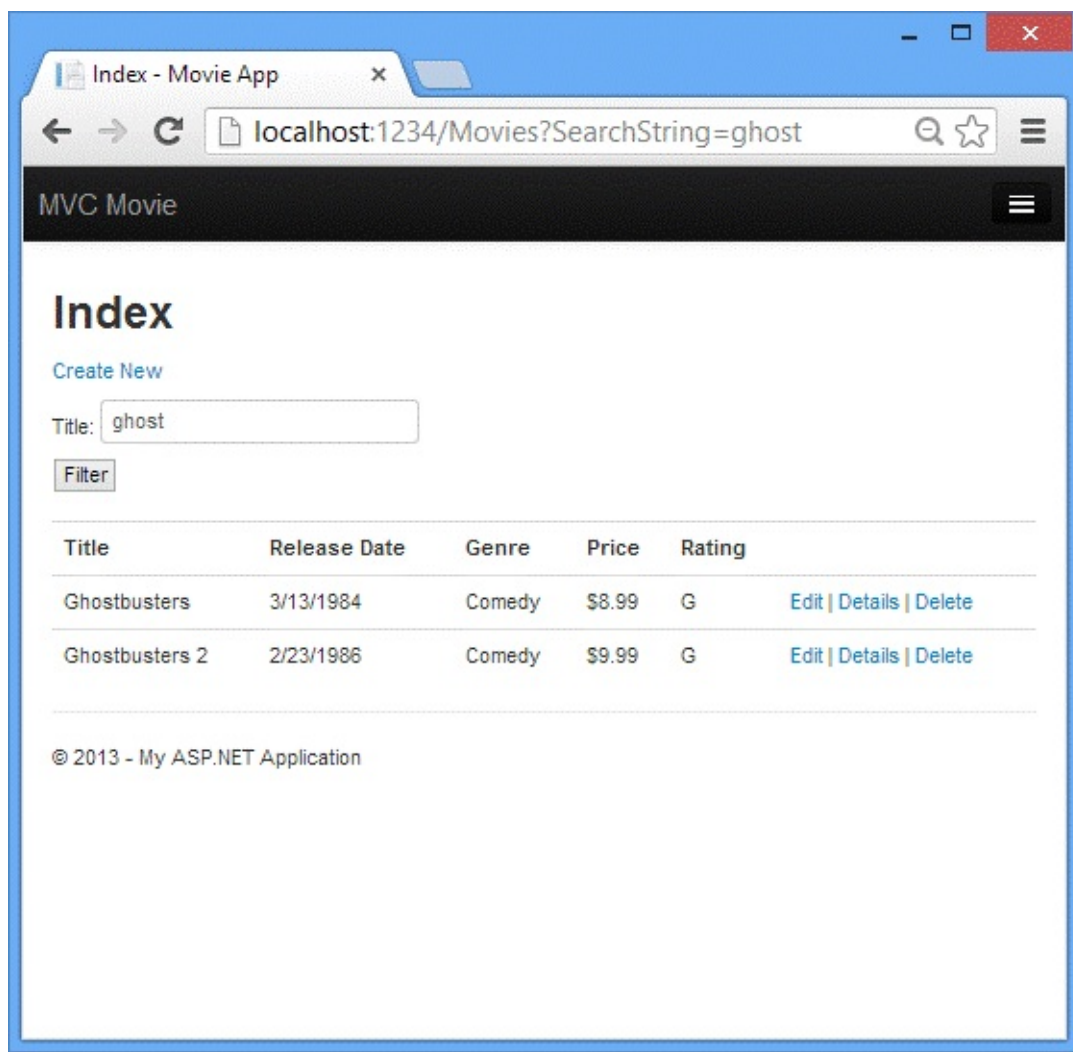 Index - Movie App
localhost:1234/Movies?SearchString=ghost
MVC Movie
Index
Create New
Title: ghost
Filter
Title Release Date Genre Price Rating
Ghostbusters 3/13/1984 Comedy $8.99 G Edit | Details | Delete
Ghostbusters 2 2/23/1986 Comedy $9.99 G Edit | Details | Delete
© 2013 - My ASP.NET Application